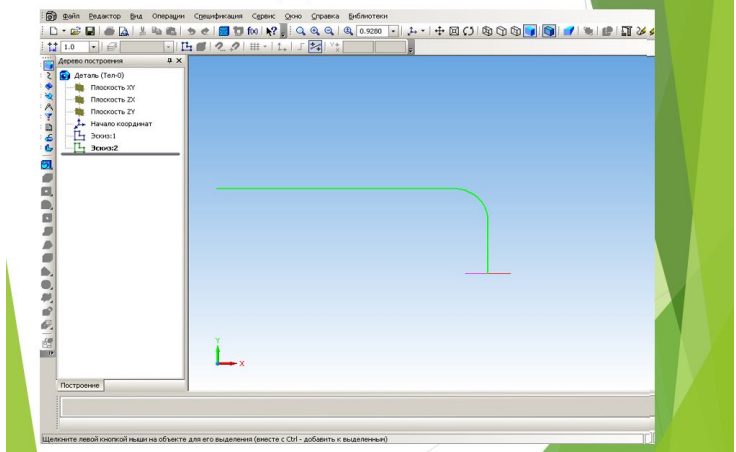 Файл Редактор Вид Операции Спецификация Сервис Окно Справка Библиотеки
f(x) 0.9280
1.0
Дерево построения
Деталь (Тел-0)
Плоскость XY
Плоскость ZX
Плоскость ZY
Начало координат
Эскиз:1
Эскиз:2
Y
X
Построение
Щелкните левой кнопкой мыши на объекте для его выделения (вместе с Ctrl - добавить к выделенным)